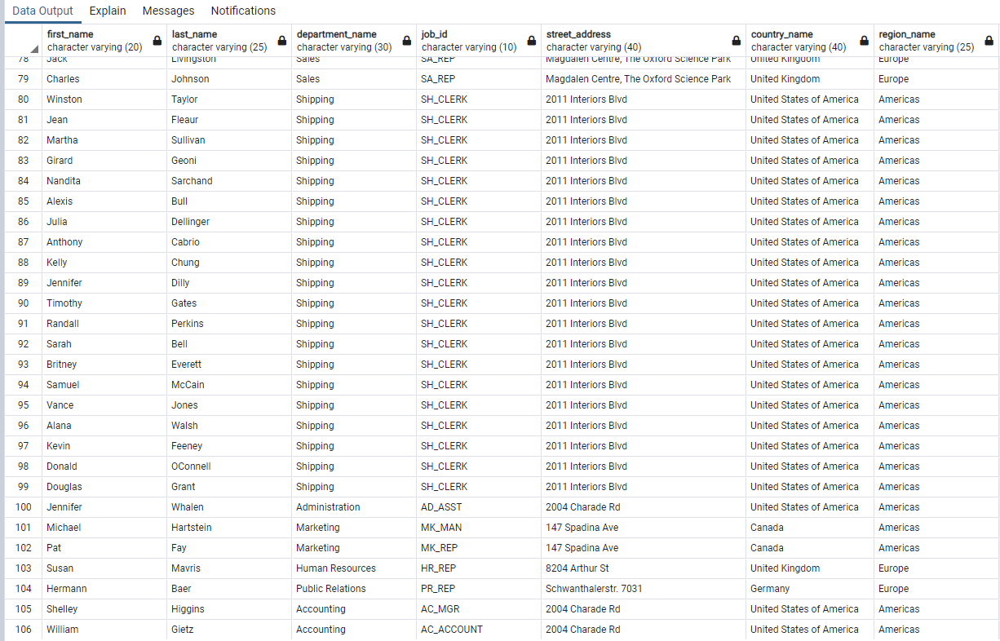 Data Output Explain Messages Notifications
first_name last_name department_name job_id street_address country_name region_name
character varying (20) character varying (25) character varying (30) character varying (10) character varying (40) character varying (40) character varying (25)
78 Jack Livingston Sales SA_REP Magdalen Centre, The Oxford Science Park United Kingdom Europe
79 Charles Johnson Sales SA_REP Magdalen Centre, The Oxford Science Park United Kingdom Europe
80 Winston Taylor Shipping SH_CLERK 2011 Interiors Blvd United States of America Americas
81 Jean Fleaur Shipping SH_CLERK 2011 Interiors Blvd United States of America Americas
82 Martha Sullivan Shipping SH_CLERK 2011 Interiors Blvd United States of America Americas
83 Girard Geoni Shipping SH_CLERK 2011 Interiors Blvd United States of America Americas
84 Nandita Sarchand Shipping SH_CLERK 2011 Interiors Blvd United States of America Americas
85 Alexis Bull Shipping SH_CLERK 2011 Interiors Blvd United States of America Americas
86 Julia Dellinger Shipping SH_CLERK 2011 Interiors Blvd United States of America Americas
87 Anthony Cabrio Shipping SH_CLERK 2011 Interiors Blvd United States of America Americas
88 Kelly Chung Shipping SH_CLERK 2011 Interiors Blvd United States of America Americas
89 Jennifer Dilly Shipping SH_CLERK 2011 Interiors Blvd United States of America Americas
90 Timothy Gates Shipping SH_CLERK 2011 Interiors Blvd United States of America Americas
91 Randall Perkins Shipping SH_CLERK 2011 Interiors Blvd United States of America Americas
92 Sarah Bell Shipping SH_CLERK 2011 Interiors Blvd United States of America Americas
93 Britney Everett Shipping SH_CLERK 2011 Interiors Blvd United States of America Americas
94 Samuel McCain Shipping SH_CLERK 2011 Interiors Blvd United States of America Americas
95 Vance Jones Shipping SH_CLERK 2011 Interiors Blvd United States of America Americas
96 Alana Walsh Shipping SH_CLERK 2011 Interiors Blvd United States of America Americas
97 Kevin Feeney Shipping SH_CLERK 2011 Interiors Blvd United States of America Americas
98 Donald OConnell Shipping SH_CLERK 2011 Interiors Blvd United States of America Americas
99 Douglas Grant Shipping SH_CLERK 2011 Interiors Blvd United States of America Americas
100 Jennifer Whalen Administration AD_ASST 2004 Charade Rd United States of America Americas
101 Michael Hartstein Marketing MK_MAN 147 Spadina Ave Canada Americas
102 Pat Fay Marketing MK_REP 147 Spadina Ave Canada Americas
103 Susan Mavris Human Resources HR_REP 8204 Arthur St United Kingdom Europe
104 Hermann Baer Public Relations PR_REP Schwanthalerstr. 7031 Germany Europe
105 Shelley Higgins Accounting AC_MGR 2004 Charade Rd United States of America Americas
106 William Gietz Accounting AC_ACCOUNT 2004 Charade Rd United States of America Americas